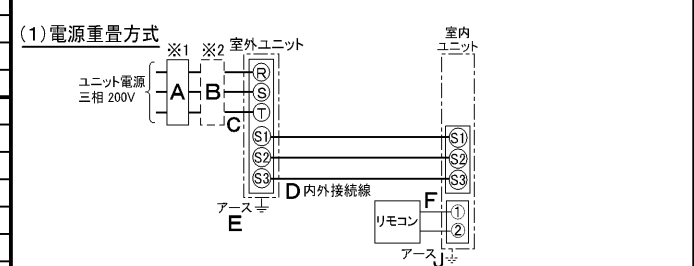 (1)電源重畳方式
※1 ※2 室外ユニット
室内
ユニット
ユニット電源
三相 200V
A
B
C
R
S
T
S1
S2
S3
S1
S2
S3
D 内外接続線
アース
E
リモコン
F
①
②
アース J